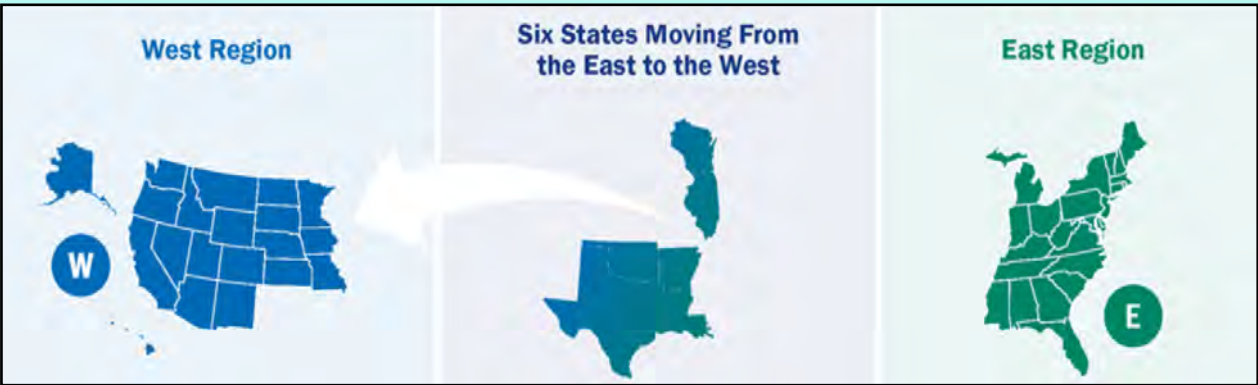 West Region
Six States Moving From
the East to the West
East Region
W
E